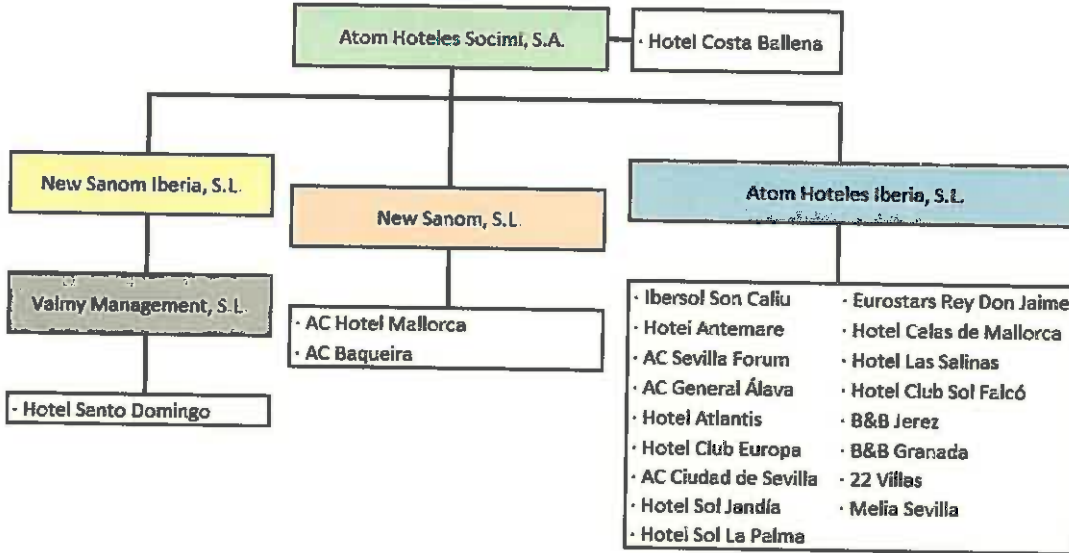 Atom Hoteles Socimi, S.A.
· Hotel Costa Ballena
New Sanom Iberia, S.L.
New Sanom, S.L.
Atom Hoteles Iberia, S.L.
Valmy Management, S.L.
· AC Hotel Mallorca
· AC Baqueira
· Hotel Santo Domingo
· Ibersol Son Caliu
· Hotel Antemare
· AC Sevilla Forum
· AC General Álava
· Hotel Atlantis
· Hotel Club Europa
· AC Ciudad de Sevilla
· Hotel Sol Jandía
· Hotel Sol La Palma
· Eurostars Rey Don Jaime
· Hotel Calas de Mallorca
· Hotel Las Salinas
· Hotel Club Sol Falcó
· B&B Jerez
· B&B Granada
· 22 Villas
· Melia Sevilla